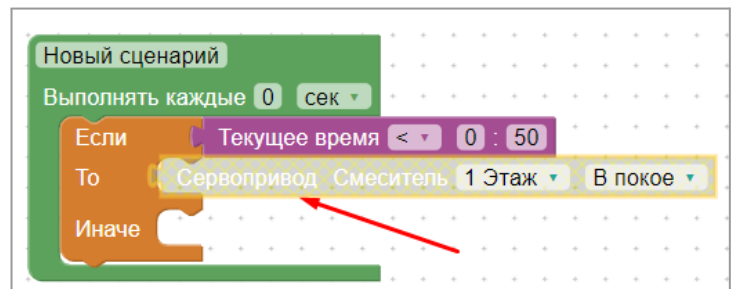 Новый сценарий
Выполнять каждые 0 сек
Если Текущее время < 0 : 50
То Сервопривод Смеситель 1 Этаж В покое
Иначе